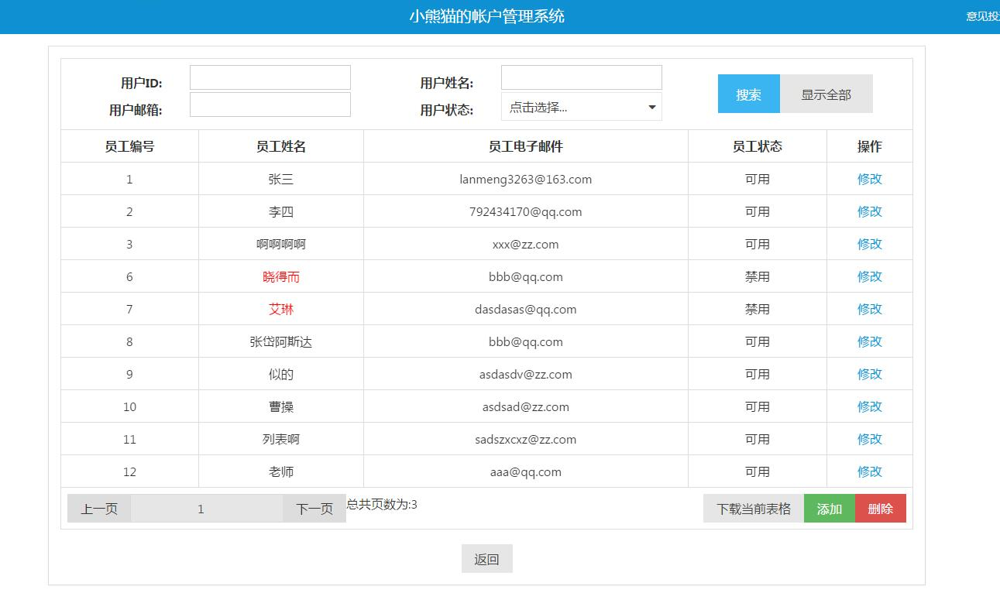 小熊猫的帐户管理系统 意见投
用户ID: 用户姓名:
搜索 显示全部
用户邮箱: 用户状态: 点击选择...
员工编号 员工姓名 员工电子邮件 员工状态 操作
1 张三 lanmeng3263@163.com 可用 修改
2 李四 792434170@qq.com 可用 修改
3 啊啊啊啊 xxx@zz.com 可用 修改
6 晓得而 bbb@qq.com 禁用 修改
7 艾琳 dasdasas@qq.com 禁用 修改
8 张岱阿斯达 bbb@qq.com 可用 修改
9 似的 asdasdv@zz.com 可用 修改
10 曹操 asdsad@zz.com 可用 修改
11 列表啊 sadszxcxz@zz.com 可用 修改
12 老师 aaa@qq.com 可用 修改
上一页 1 下一页 总共页数为:3 下载当前表格 添加 删除
返回